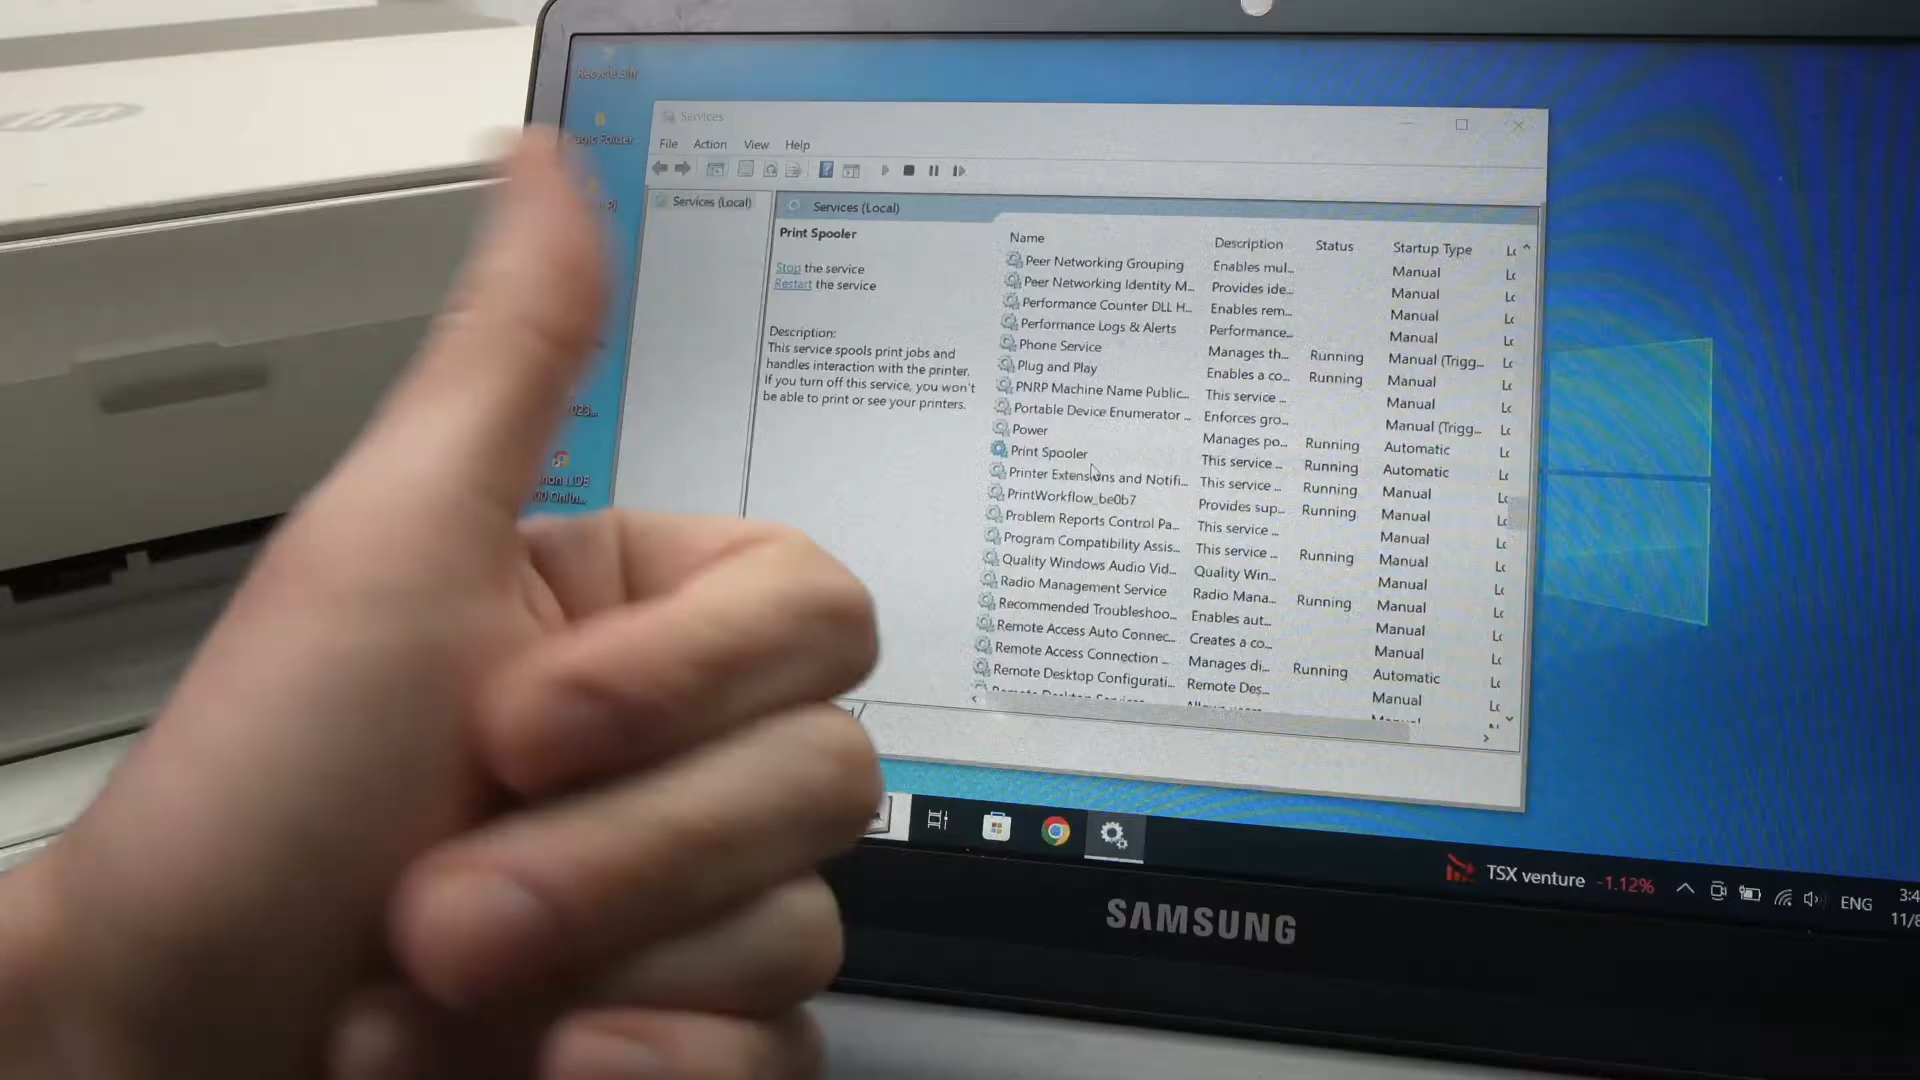 hp
Recycle Bin
Services
File Action View Help
Services (Local)
Services (Local)
Print Spooler
Stop the service
Restart the service
Description:
This service spools print jobs and
handles interaction with the printer.
If you turn off this service, you won't
be able to print or see your printers.
Name Description Status Startup Type
Peer Networking Grouping Enables mul... Manual
Peer Networking Identity M... Provides ide... Manual
Performance Counter DLL H... Enables rem... Manual
Performance Logs & Alerts Performance... Manual
Phone Service Manages th... Running Manual (Trigg...
Plug and Play Enables a co... Running Manual
PNRP Machine Name Public... This service ... Manual
Portable Device Enumerator ... Enforces gro... Manual (Trigg...
Power Manages po... Running Automatic
Print Spooler This service ... Running Automatic
Printer Extensions and Notifi... This service ... Running Manual
PrintWorkflow_be0b7 Provides sup... Running Manual
Problem Reports Control Pa... This service ... Manual
Program Compatibility Assis... This service ... Running Manual
Quality Windows Audio Vid... Quality Win... Manual
Radio Management Service Radio Mana... Running Manual
Recommended Troubleshoo... Enables aut... Manual
Remote Access Auto Connec... Creates a co... Manual
Remote Access Connection ... Manages di... Running Automatic
Remote Desktop Configurati... Remote Des... Manual
TSX venture -1.12% ENG
SAMSUNG